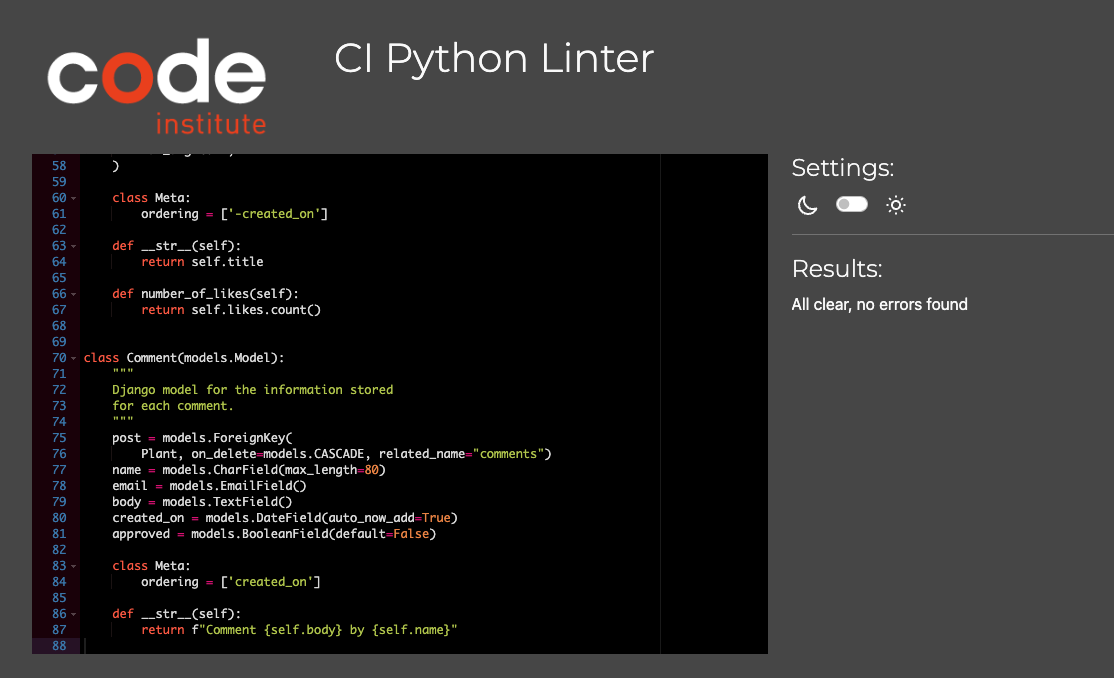 code
institute
CI Python Linter
58 )
59
60 class Meta:
61 ordering = ['-created_on']
62
63 def __str__(self):
64 return self.title
65
66 def number_of_likes(self):
67 return self.likes.count()
68
69
70 class Comment(models.Model):
71 """
72 Django model for the information stored
73 for each comment.
74 """
75 post = models.ForeignKey(
76 Plant, on_delete=models.CASCADE, related_name="comments")
77 name = models.CharField(max_length=80)
78 email = models.EmailField()
79 body = models.TextField()
80 created_on = models.DateField(auto_now_add=True)
81 approved = models.BooleanField(default=False)
82
83 class Meta:
84 ordering = ['created_on']
85
86 def __str__(self):
87 return f"Comment {self.body} by {self.name}"
88
Settings:
Results:
All clear, no errors found